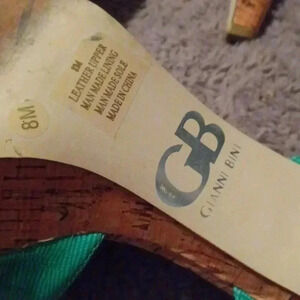 8M
8M
LEATHER UPPER
MAN MADE LINING
MAN MADE SOLE
MADE IN CHINA
GB
GIANNI BINI